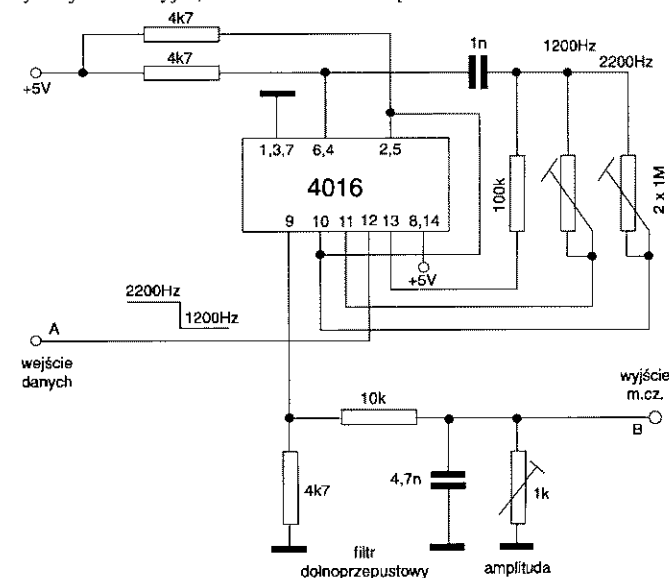 4k7
4k7
+5V
1n
1200Hz
2200Hz
1,3,7
6,4
2,5
4016
9
10
11
12
13
8,14
+5V
100k
2 x 1M
2200Hz
1200Hz
A
wejście
danych
wyjście
m.cz.
B
10k
4k7
4,7n
1k
filtr
dolnoprzepustowy
amplituda